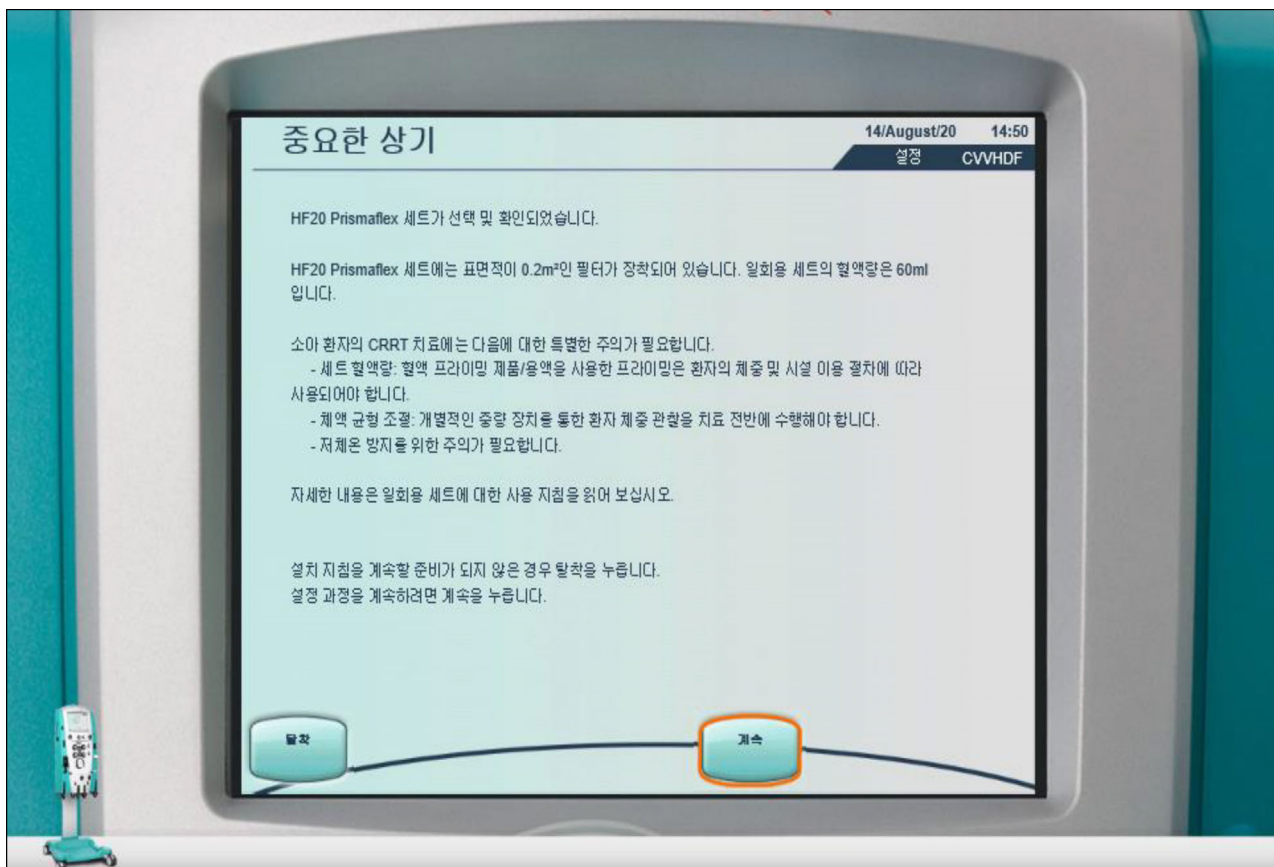 중요한 상기
14/August/20 14:50
설정 CVVHDF
HF20 Prismaflex 세트가 선택 및 확인되었습니다.
HF20 Prismaflex 세트에는 표면적이 0.2m²인 필터가 장착되어 있습니다. 일회용 세트의 혈액량은 60ml
입니다.
소아 환자의 CRRT 치료에는 다음에 대한 특별한 주의가 필요합니다.
- 세트 혈액량: 혈액 프라이밍 제품/용액을 사용한 프라이밍은 환자의 체중 및 시설 이용 절차에 따라
사용되어야 합니다.
- 체액 균형 조절: 개별적인 중량 장치를 통한 환자 체중 관찰을 치료 전반에 수행해야 합니다.
- 저체온 방지를 위한 주의가 필요합니다.
자세한 내용은 일회용 세트에 대한 사용 지침을 읽어 보십시오.
설치 지침을 계속할 준비가 되지 않은 경우 탈착을 누릅니다.
설정 과정을 계속하려면 계속을 누릅니다.
탈착
계속